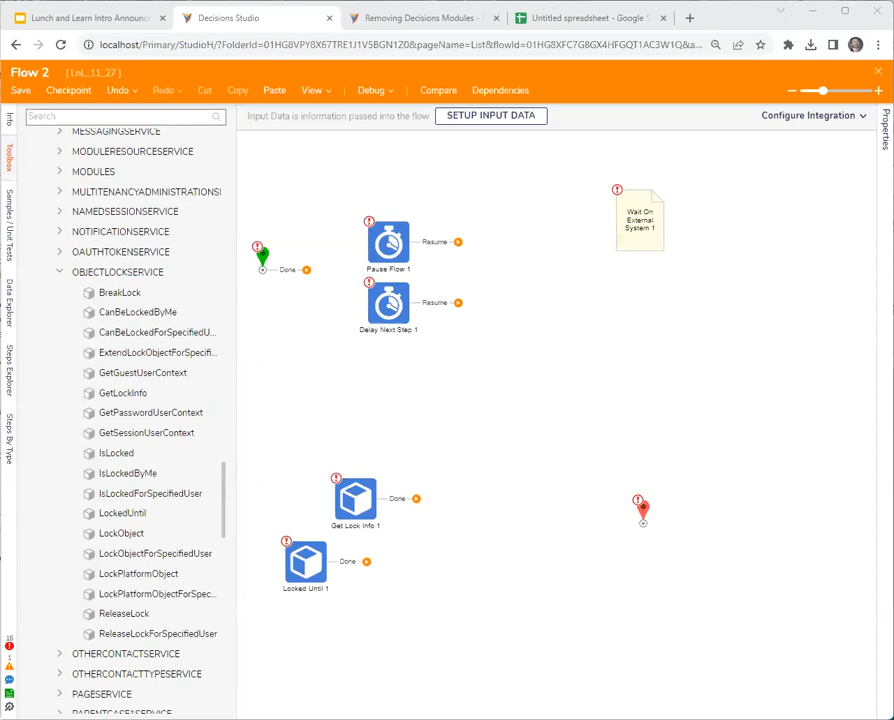 Lunch and Learn Intro Announc
Decisions Studio
Removing Decisions Modules -
Untitled spreadsheet - Google S
localhost/Primary/StudioH/?FolderId=01HG8VPY8X67TRE1J1V5BGN1Z0&pageName=List&flowId=01HG8XFC7G8GX4HFGQT1AC3W1Q&a...
Flow 2 [LnL_11_27]
Save Checkpoint Undo Redo Cut Copy Paste View Debug Compare Export Dependencies
Search
Input Data is information passed into the flow
SETUP INPUT DATA
Configure Integration
Info
Toolbox
Samples / Unit Tests
Data Explorer
Steps Explorer
Steps By Type
Properties
MESSAGINGSERVICE
MODULERESOURCESERVICE
MODULES
MULTITENANCYADMINISTRATIONS
NAMEDSESSIONSERVICE
NOTIFICATIONSERVICE
OAUTHTOKENSERVICE
OBJECTLOCKSERVICE
BreakLock
CanBeLockedByMe
CanBeLockedForSpecifiedU...
ExtendLockObjectForSpecifi...
GetGuestUserContext
GetLockInfo
GetPasswordUserContext
GetSessionUserContext
IsLocked
IsLockedByMe
IsLockedForSpecifiedUser
LockedUntil
LockObject
LockObjectForSpecifiedUser
LockPlatformObject
LockPlatformObjectForSpec...
ReleaseLock
ReleaseLockForSpecifiedUser
OTHERCONTACTSERVICE
OTHERCONTACTTYPESERVICE
PAGESERVICE
PARENTCASE1SERVICE
Done
Resume
Pause Flow 1
Resume
Delay Next Step 1
Wait On
External
System 1
Done
Get Lock Info 1
Done
Locked Until 1
18
1